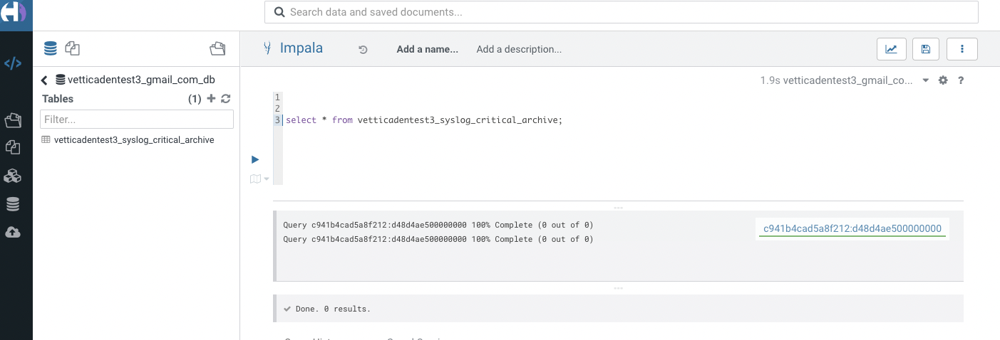 Search data and saved documents...
Impala
Add a name...
Add a description...
vetticadentest3_gmail_com_db
Tables (1)
Filter...
vetticadentest3_syslog_critical_archive
1.9s vetticadentest3_gmail_co... ?
1
2
3 select * from vetticadentest3_syslog_critical_archive;
Query c941b4cad5a8f212:d48d4ae500000000 100% Complete (0 out of 0)
Query c941b4cad5a8f212:d48d4ae500000000 100% Complete (0 out of 0)
c941b4cad5a8f212:d48d4ae500000000
Done. 0 results.